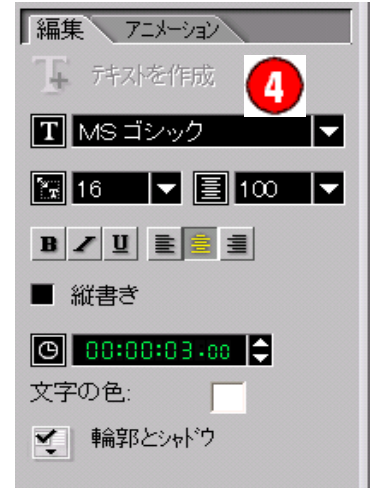 編集 アニメーション
テキストを作成 4
T MS ゴシック
16 100
B I U
縦書き
00:00:03.00
文字の色:
輪郭とシャドウ